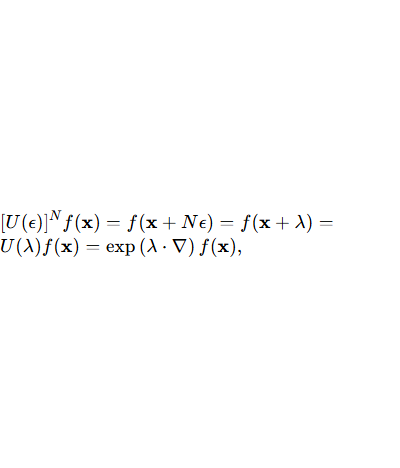 [U(ϵ)]^N f(𝐱) = f(𝐱 + Nϵ) = f(𝐱 + λ) =
U(λ)f(𝐱) = exp (λ · ∇) f(𝐱),